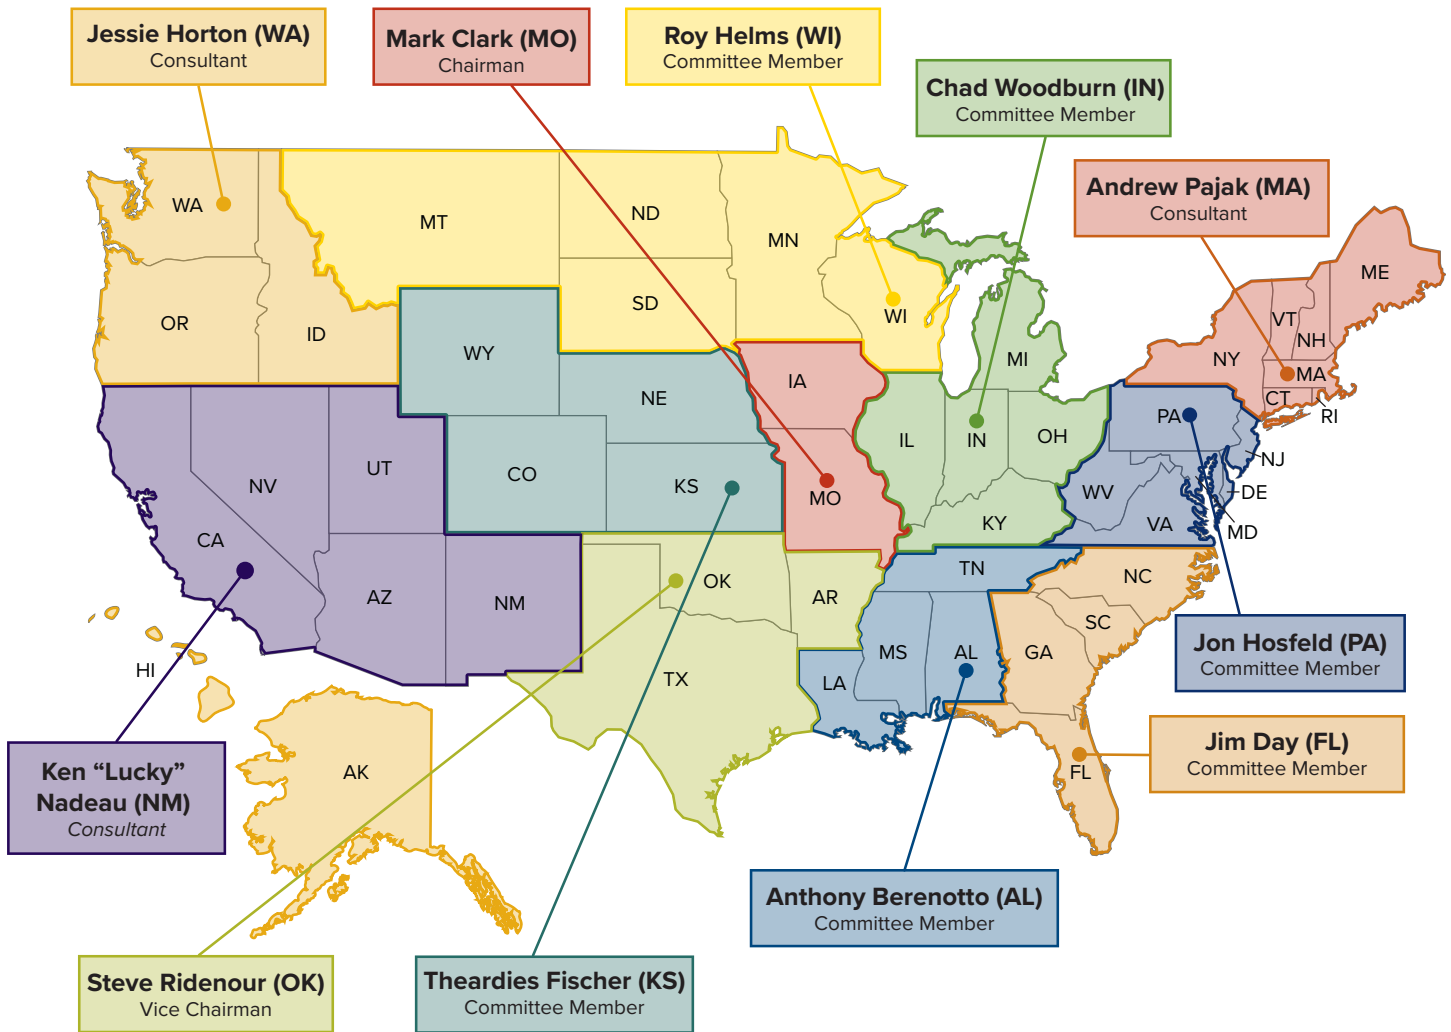 Jessie Horton (WA)
Consultant
Mark Clark (MO)
Chairman
Roy Helms (WI)
Committee Member
Chad Woodburn (IN)
Committee Member
Andrew Pajak (MA)
Consultant
WA
MT
ND
MN
OR
ID
SD
WI
WY
NE
IA
MI
ME
VT
NH
NY
MA
CT
RI
NV
UT
CO
KS
MO
IL
IN
OH
PA
NJ
DE
MD
WV
VA
KY
CA
AZ
NM
OK
AR
TN
NC
SC
HI
TX
LA
MS
AL
GA
FL
AK
Jon Hosfeld (PA)
Committee Member
Jim Day (FL)
Committee Member
Ken “Lucky”
Nadeau (NM)
Consultant
Anthony Berenotto (AL)
Committee Member
Steve Ridenour (OK)
Vice Chairman
Theardies Fischer (KS)
Committee Member